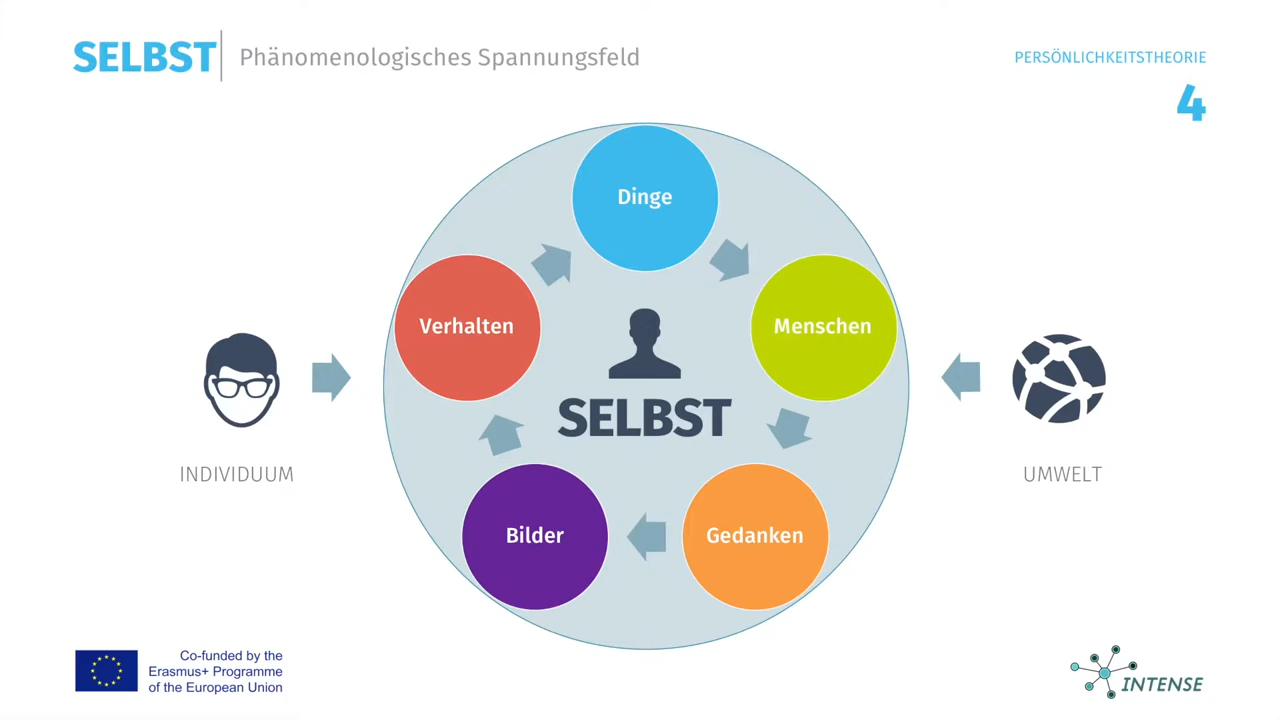 SELBST
Phänomenologisches Spannungsfeld
PERSÖNLICHKEITSTHEORIE
4
Dinge
Verhalten
Menschen
SELBST
INDIVIDUUM
UMWELT
Bilder
Gedanken
Co-funded by the
Erasmus+ Programme
of the European Union
INTENSE